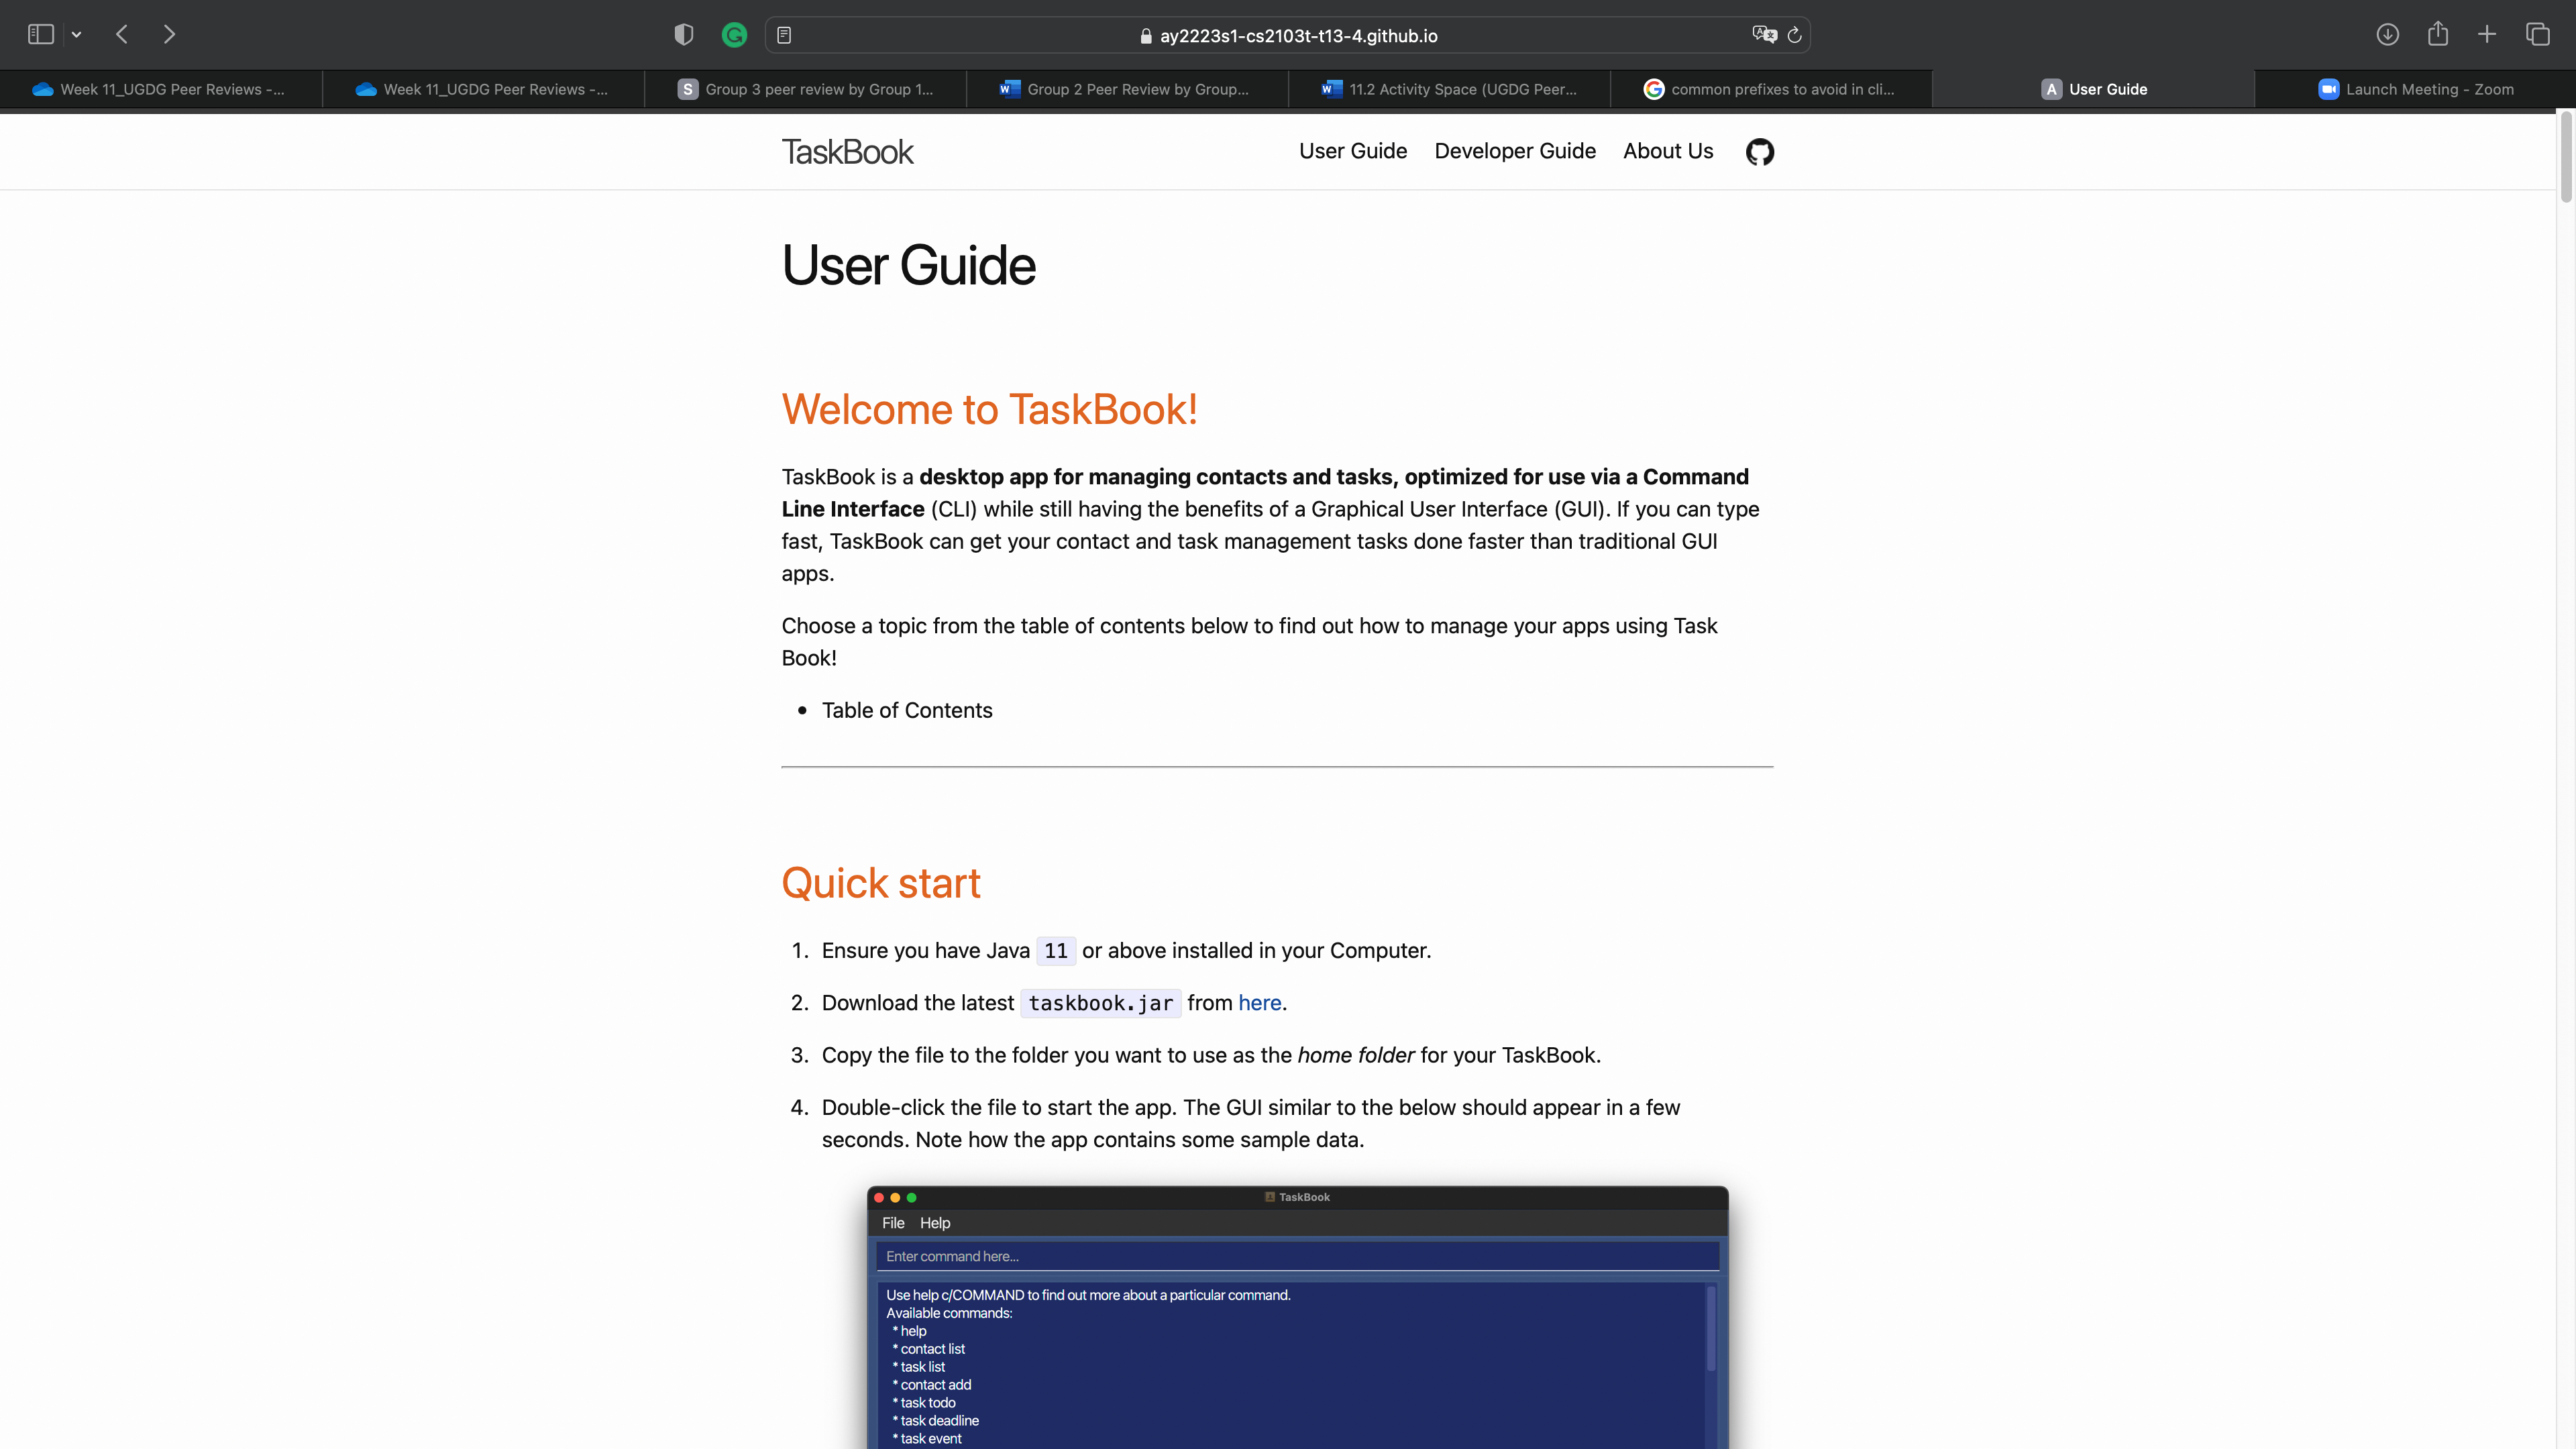 ay2223s1-cs2103t-t13-4.github.io
Week 11_UGDG Peer Reviews -...
Week 11_UGDG Peer Reviews -...
S Group 3 peer review by Group 1...
Group 2 Peer Review by Group...
11.2 Activity Space (UGDG Peer...
common prefixes to avoid in cli...
A User Guide
Launch Meeting - Zoom
TaskBook
User Guide
Developer Guide
About Us
User Guide
Welcome to TaskBook!
TaskBook is a desktop app for managing contacts and tasks, optimized for use via a Command
Line Interface (CLI) while still having the benefits of a Graphical User Interface (GUI). If you can type
fast, TaskBook can get your contact and task management tasks done faster than traditional GUI
apps.
Choose a topic from the table of contents below to find out how to manage your apps using Task
Book!
• Table of Contents
Quick start
1. Ensure you have Java 11 or above installed in your Computer.
2. Download the latest taskbook.jar from here.
3. Copy the file to the folder you want to use as the home folder for your TaskBook.
4. Double-click the file to start the app. The GUI similar to the below should appear in a few
seconds. Note how the app contains some sample data.
TaskBook
File Help
Enter command here...
Use help c/COMMAND to find out more about a particular command.
Available commands:
* help
* contact list
* task list
* contact add
* task todo
* task deadline
* task event